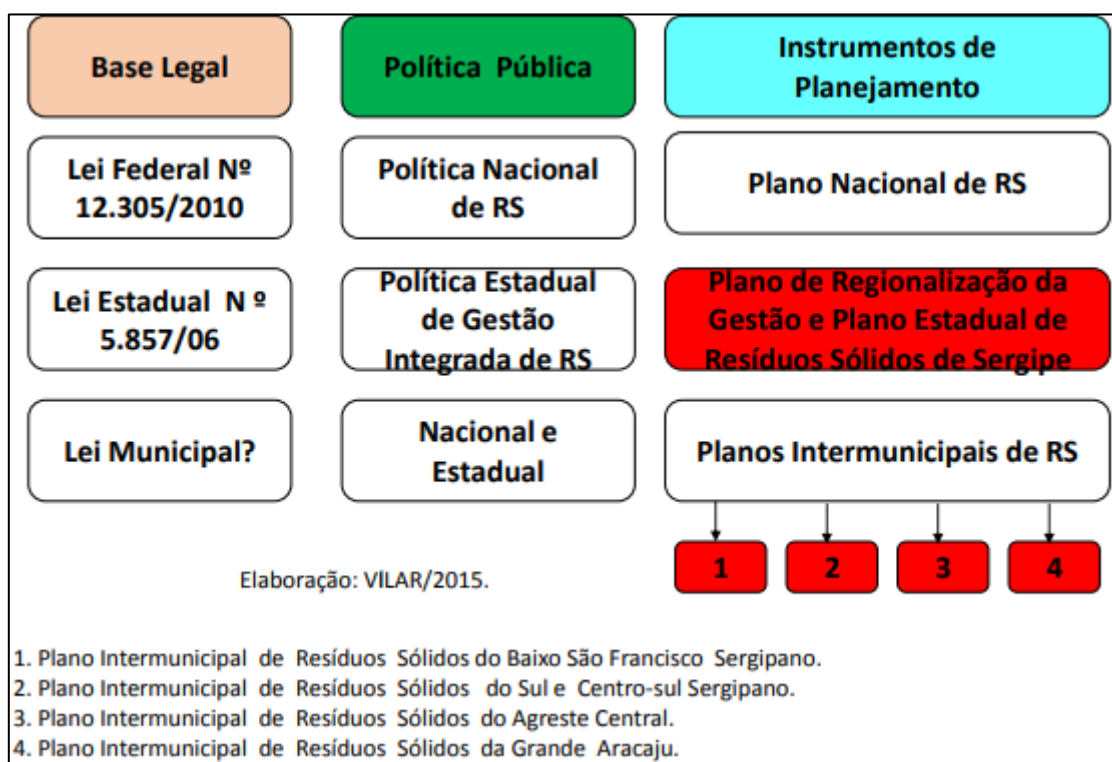 Base Legal
Política Pública
Instrumentos de
Planejamento
Lei Federal Nº
12.305/2010
Política Nacional
de RS
Plano Nacional de RS
Lei Estadual N º
5.857/06
Política Estadual
de Gestão
Integrada de RS
Plano de Regionalização da
Gestão e Plano Estadual de
Resíduos Sólidos de Sergipe
Lei Municipal?
Nacional e
Estadual
Planos Intermunicipais de RS
1
2
3
4
Elaboração: VILAR/2015.
1. Plano Intermunicipal de Resíduos Sólidos do Baixo São Francisco Sergipano.
2. Plano Intermunicipal de Resíduos Sólidos do Sul e Centro-sul Sergipano.
3. Plano Intermunicipal de Resíduos Sólidos do Agreste Central.
4. Plano Intermunicipal de Resíduos Sólidos da Grande Aracaju.